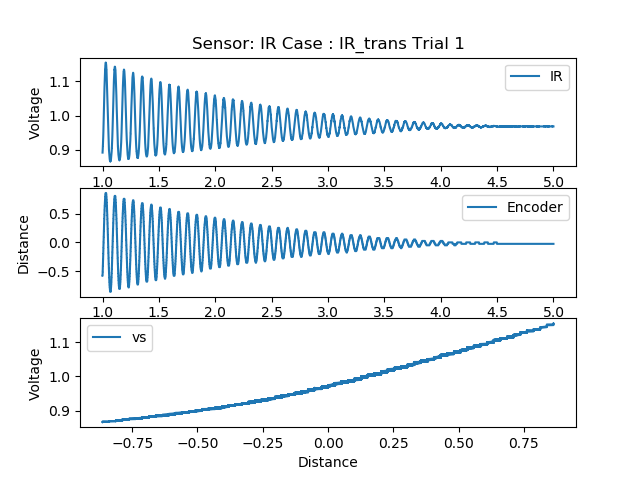 Sensor: IR Case : IR_trans Trial 1
IR
Voltage
1.1
1.0
0.9
1.0 1.5 2.0 2.5 3.0 3.5 4.0 4.5 5.0
Encoder
Distance
0.5
0.0
−0.5
1.0 1.5 2.0 2.5 3.0 3.5 4.0 4.5 5.0
vs
Voltage
1.1
1.0
0.9
−0.75 −0.50 −0.25 0.00 0.25 0.50 0.75
Distance